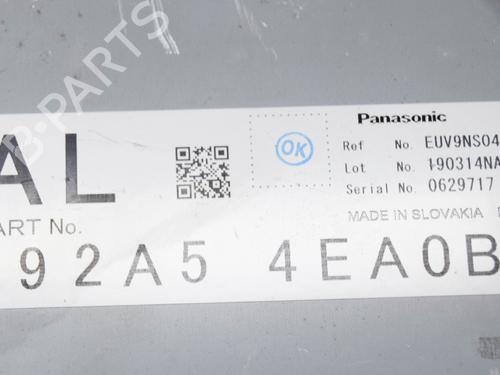 B-PARTS
AL
OK
Panasonic
Ref No. EUV9NS04
Lot No. 190314NA
Serial No. 0629717
MADE IN SLOVAKIA
ART No.
92A5 4EA0B